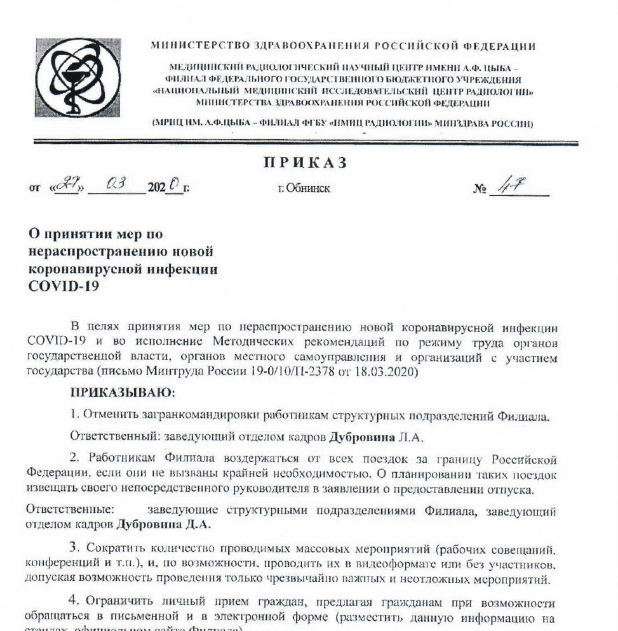 МИНИСТЕРСТВО ЗДРАВООХРАНЕНИЯ РОССИЙСКОЙ ФЕДЕРАЦИИ
МЕДИЦИНСКИЙ РАДИОЛОГИЧЕСКИЙ НАУЧНЫЙ ЦЕНТР ИМЕНИ А.Ф. ЦЫБА –
ФИЛИАЛ ФЕДЕРАЛЬНОГО ГОСУДАРСТВЕННОГО БЮДЖЕТНОГО УЧРЕЖДЕНИЯ
«НАЦИОНАЛЬНЫЙ МЕДИЦИНСКИЙ ИССЛЕДОВАТЕЛЬСКИЙ ЦЕНТР РАДИОЛОГИИ»
МИНИСТЕРСТВА ЗДРАВООХРАНЕНИЯ РОССИЙСКОЙ ФЕДЕРАЦИИ
(МРНЦ ИМ. А.Ф.ЦЫБА – ФИЛИАЛ ФГБУ «НМИЦ РАДИОЛОГИИ» МИНЗДРАВА РОССИИ)
ПРИКАЗ
от «27» 03 2020 г. г. Обнинск № 47
О принятии мер по
нераспространению новой
коронавирусной инфекции
COVID-19
В целях принятия мер по нераспространению новой коронавирусной инфекции
COVID-19 и во исполнение Методических рекомендаций по режиму труда органов
государственной власти, органов местного самоуправления и организаций с участием
государства (письмо Минтруда России 19-0/10/П-2378 от 18.03.2020)
ПРИКАЗЫВАЮ:
1. Отменить загранкомандировки работникам структурных подразделений Филиала.
Ответственный: заведующий отделом кадров Дубровина Л.А.
2. Работникам Филиала воздержаться от всех поездок за границу Российской
Федерации, если они не вызваны крайней необходимостью. О планировании таких поездок
извещать своего непосредственного руководителя в заявлении о предоставлении отпуска.
Ответственные: заведующие структурными подразделениями Филиала, заведующий
отделом кадров Дубровина Л.А.
3. Сократить количество проводимых массовых мероприятий (рабочих совещаний,
конференций и т.п.), и, по возможности, проводить их в видеоформате или без участников,
допуская возможность проведения только чрезвычайно важных и неотложных мероприятий.
4. Ограничить личный прием граждан, предлагая гражданам при возможности
обращаться в письменной и в электронной форме (разместить данную информацию на
стендах, официальном сайте Филиала)